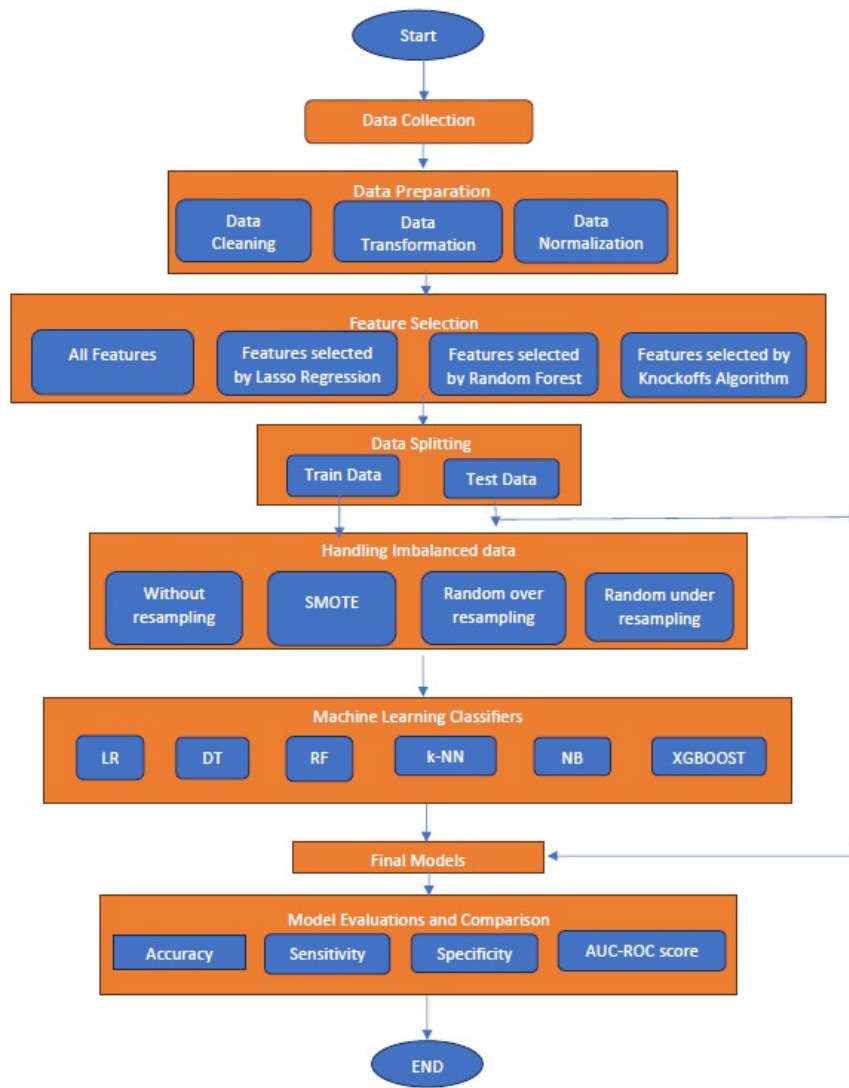 Start
Data Collection
Data Preparation
Data
Cleaning
Data
Transformation
Data
Normalization
Feature Selection
All Features
Features selected
by Lasso Regression
Features selected
by Random Forest
Features selected by
Knockoffs Algorithm
Data Splitting
Train Data
Test Data
Handling Imbalanced data
Without
resampling
SMOTE
Random over
resampling
Random under
resampling
Machine Learning Classifiers
LR
DT
RF
k-NN
NB
XGBOOST
Final Models
Model Evaluations and Comparison
Accuracy
Sensitivity
Specificity
AUC-ROC score
END